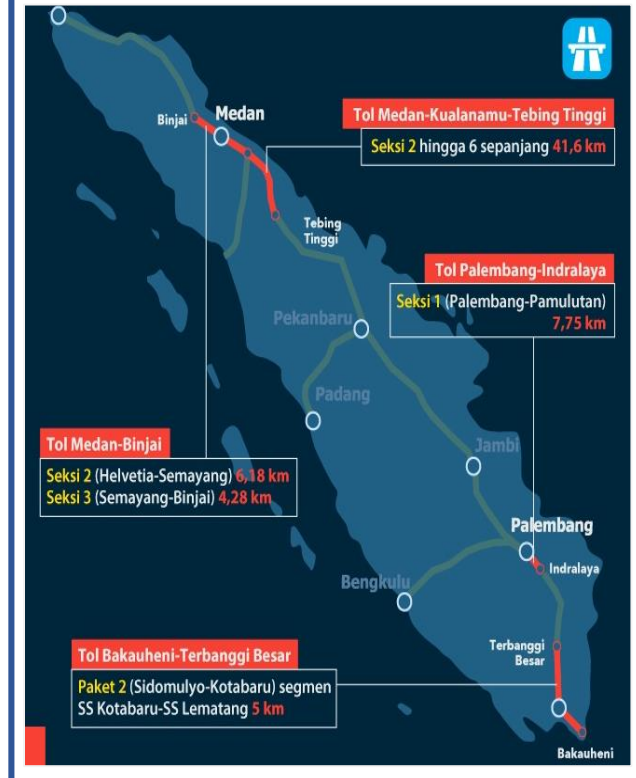 Binjai
Medan
Tol Medan-Kualanamu-Tebing Tinggi
Seksi 2 hingga 6 sepanjang 41,6 km
Tebing
Tinggi
Tol Palembang-Indralaya
Seksi 1 (Palembang-Pamulutan)
7,75 km
Pekanbaru
Padang
Tol Medan-Binjai
Seksi 2 (Helvetia-Semayang) 6,18 km
Seksi 3 (Semayang-Binjai) 4,28 km
Jambi
Palembang
Indralaya
Bengkulu
Terbanggi
Besar
Tol Bakauheni-Terbanggi Besar
Paket 2 (Sidomulyo-Kotabaru) segmen
SS Kotabaru-SS Lematang 5 km
Bakauheni